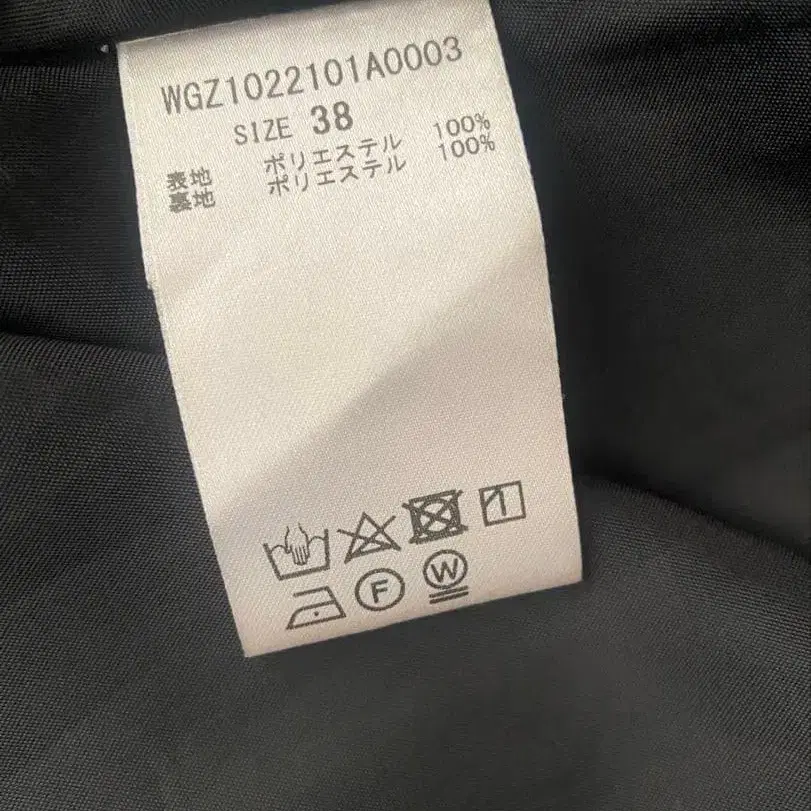 WGZ1022101A0003
SIZE 38
表地 ポリエステル 100%
裏地 ポリエステル 100%
F W